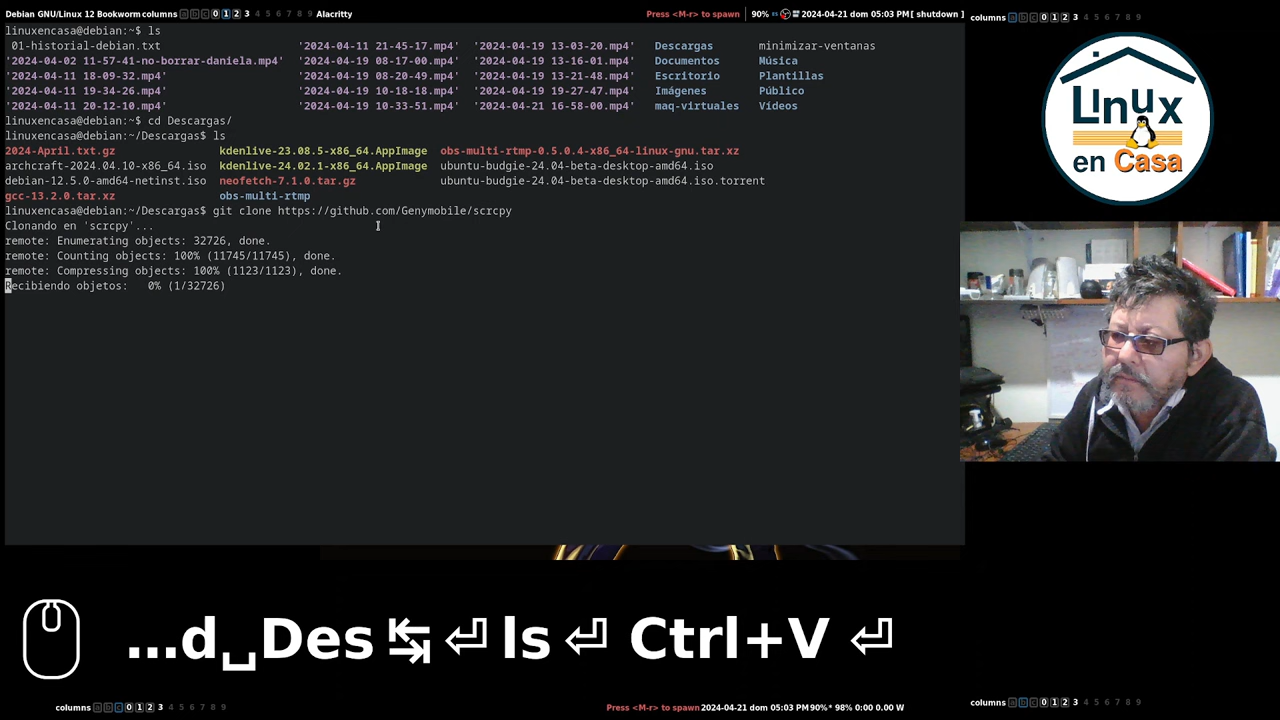 Debian GNU/Linux 12 Bookworm columns a b c 0 1 2 3 4 5 6 7 8 9 Alacritty Press <M-r> to spawn 90% ES 2024-04-21 dom 05:03 PM [ shutdown ] columns a b c 0 1 2 3 4 5 6 7 8 9
linuxencasa@debian:~$ ls
01-historial-debian.txt '2024-04-11 21-45-17.mp4' '2024-04-19 13-03-20.mp4' Descargas minimizar-ventanas
'2024-04-02 11-57-41-no-borrar-daniela.mp4' '2024-04-19 08-17-00.mp4' '2024-04-19 13-16-01.mp4' Documentos Música
'2024-04-11 18-09-32.mp4' '2024-04-19 08-20-49.mp4' '2024-04-19 13-21-48.mp4' Escritorio Plantillas
'2024-04-11 19-34-26.mp4' '2024-04-19 10-18-18.mp4' '2024-04-19 19-27-47.mp4' Imágenes Público
'2024-04-11 20-12-10.mp4' '2024-04-19 10-33-51.mp4' '2024-04-21 16-58-00.mp4' maq-virtuales Vídeos
linuxencasa@debian:~$ cd Descargas/
linuxencasa@debian:~/Descargas$ ls
2024-April.txt.gz kdenlive-23.08.5-x86_64.AppImage obs-multi-rtmp-0.5.0.4-x86_64-linux-gnu.tar.xz
archcraft-2024.04.10-x86_64.iso kdenlive-24.02.1-x86_64.AppImage ubuntu-budgie-24.04-beta-desktop-amd64.iso
debian-12.5.0-amd64-netinst.iso neofetch-7.1.0.tar.gz ubuntu-budgie-24.04-beta-desktop-amd64.iso.torrent
gcc-13.2.0.tar.xz obs-multi-rtmp
linuxencasa@debian:~/Descargas$ git clone https://github.com/Genymobile/scrcpy
Clonando en 'scrcpy'...
remote: Enumerating objects: 32726, done.
remote: Counting objects: 100% (11745/11745), done.
remote: Compressing objects: 100% (1123/1123), done.
Recibiendo objetos: 0% (1/32726)
Linux
en Casa
...d␣Des ↹ ⏎ ls ⏎ Ctrl+V ⏎
columns a b c 0 1 2 3 4 5 6 7 8 9 Press <M-r> to spawn 2024-04-21 dom 05:03 PM 90%* 98% 0:00 0.00 W columns a b c 0 1 2 3 4 5 6 7 8 9